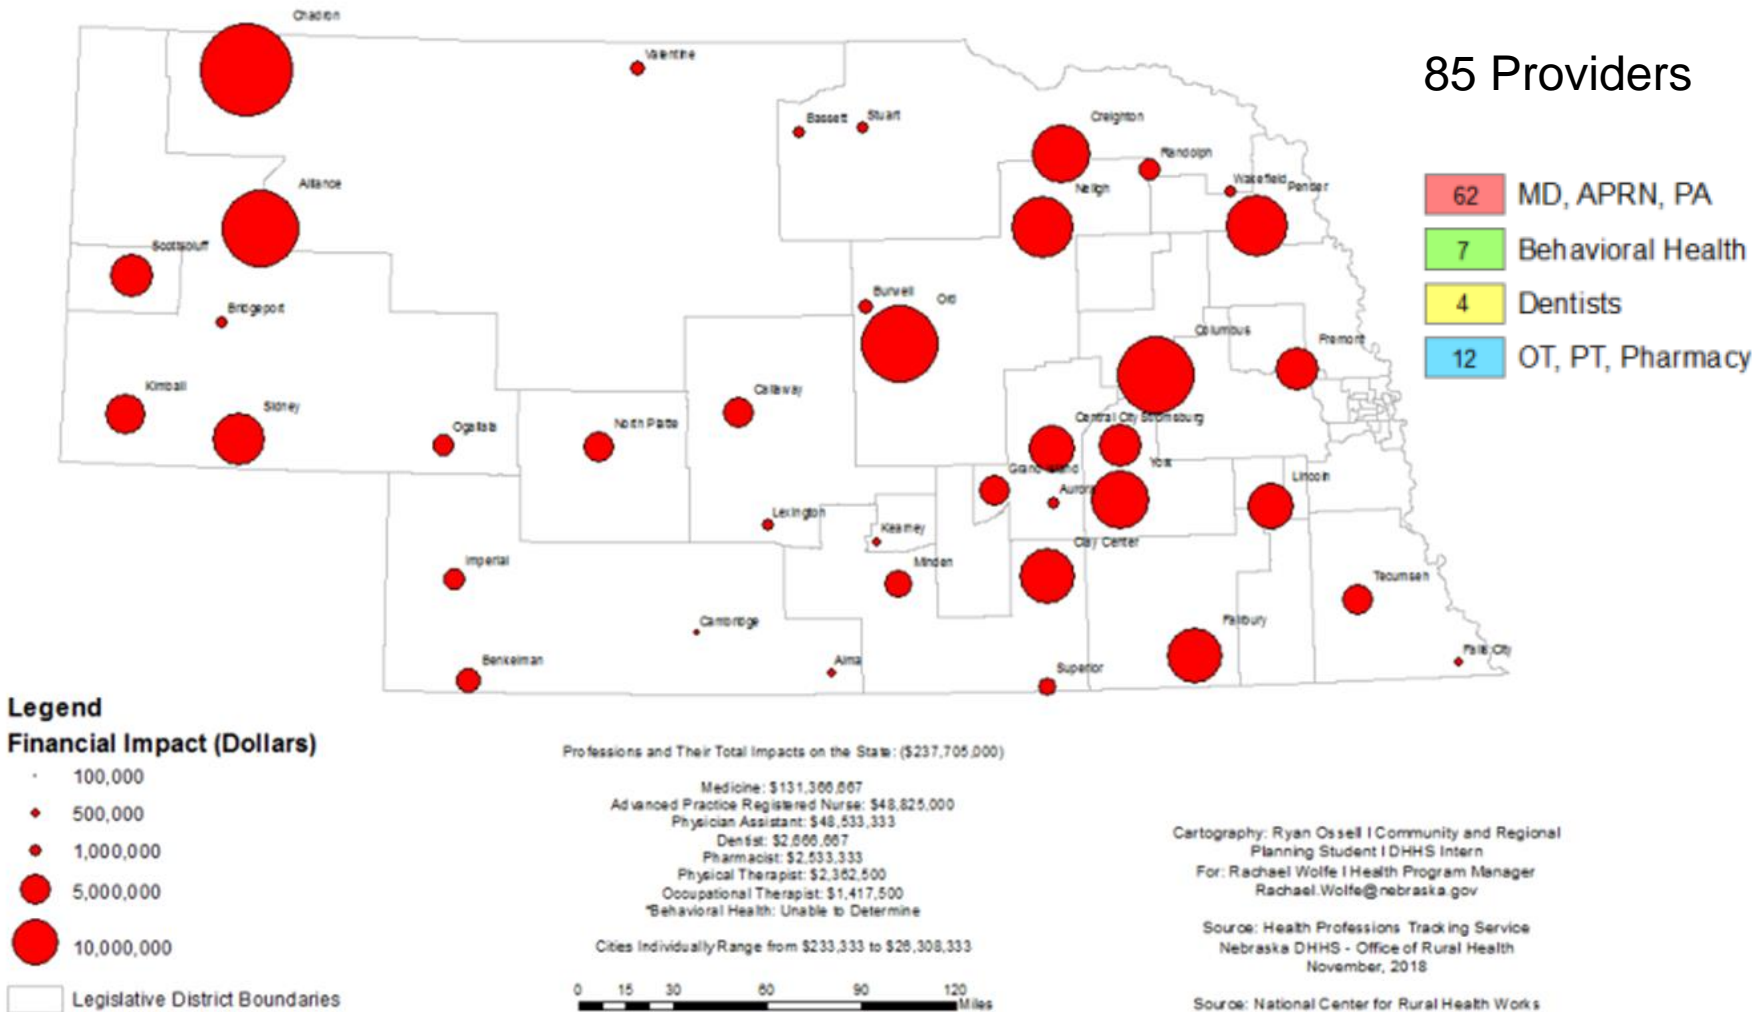 Chadron
Valentine
85 Providers
Bassett
Stuart
Creighton
Randolph
Neligh
Wakefield
Pender
62 MD, APRN, PA
7 Behavioral Health
4 Dentists
12 OT, PT, Pharmacy
Alliance
Scottsbluff
Bridgeport
Burwell
Ord
Columbus
Fremont
Kimball
Sidney
Ogallala
North Platte
Callaway
Central City
Stromsburg
York
Grand Island
Aurora
Lincoln
Lexington
Kearney
Clay Center
Imperial
Minden
Tecumseh
Cambridge
Fairbury
Benkelman
Alma
Superior
Falls City
Legend
Financial Impact (Dollars)
100,000
500,000
1,000,000
5,000,000
10,000,000
Legislative District Boundaries
Professions and Their Total Impacts on the State: ($237,705,000)
Medicine: $131,366,667
Advanced Practice Registered Nurse: $48,825,000
Physician Assistant: $48,533,333
Dentist: $2,666,667
Pharmacist: $2,533,333
Physical Therapist: $2,362,500
Occupational Therapist: $1,417,500
*Behavioral Health: Unable to Determine
Cities Individually Range from $233,333 to $26,308,333
0 15 30 60 90 120
Miles
Cartography: Ryan Ossell I Community and Regional
Planning Student I DHHS Intern
For: Rachael Wolfe I Health Program Manager
Rachael.Wolfe@nebraska.gov
Source: Health Professions Tracking Service
Nebraska DHHS - Office of Rural Health
November, 2018
Source: National Center for Rural Health Works